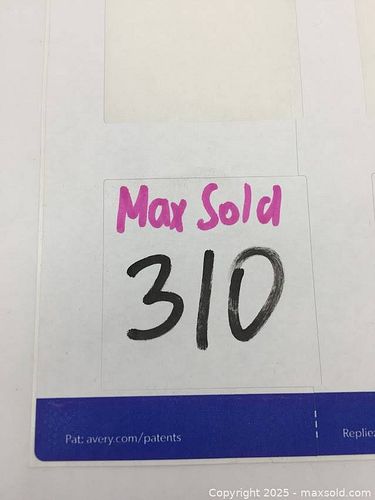 Max Sold
310
Pat: avery.com/patents
Copyright © 2025 - maxsold.com